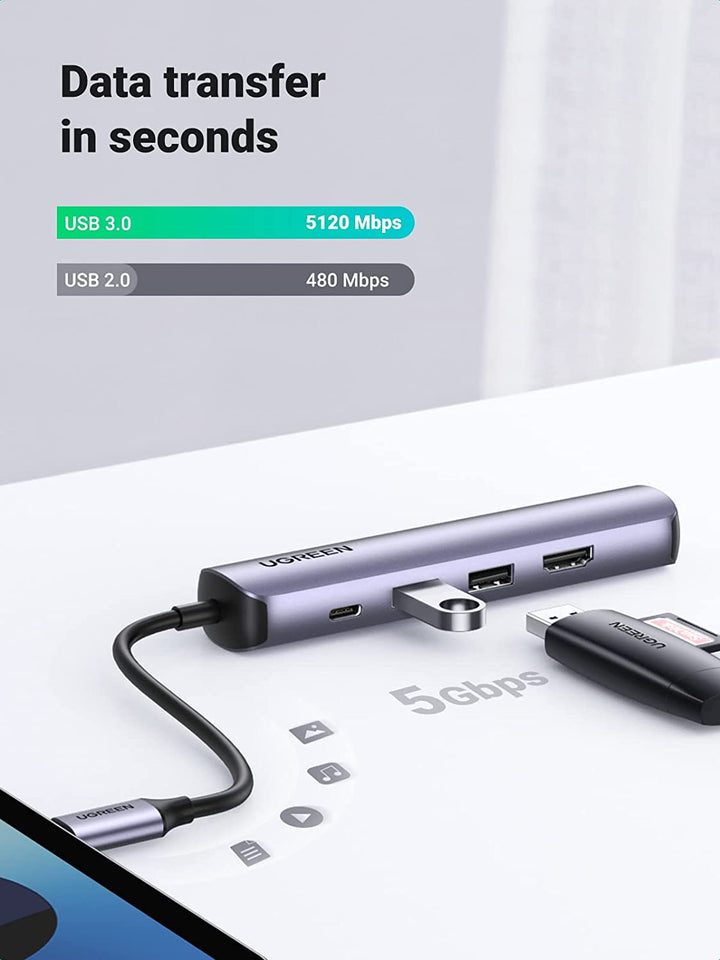 Data transfer
in seconds
USB 3.0 5120 Mbps
USB 2.0 480 Mbps
UGREEN
UGREEN
5Gbps
UGREEN